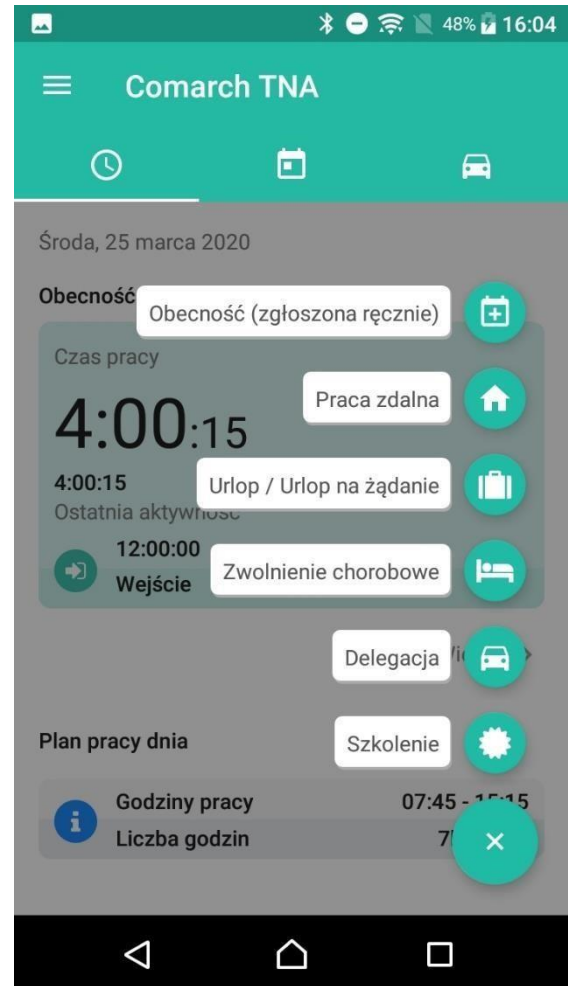 48% 16:04
Comarch TNA
Środa, 25 marca 2020
Obecność
Obecność (zgłoszona ręcznie)
Czas pracy
Praca zdalna
4:00:15
4:00:15
Urlop / Urlop na żądanie
Ostatnia aktywność
12:00:00
Wejście
Zwolnienie chorobowe
Delegacja
Plan pracy dnia
Szkolenie
Godziny pracy 07:45 - 15:15
Liczba godzin